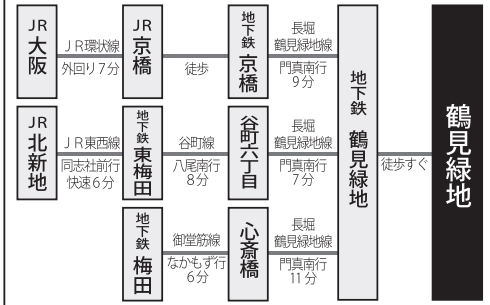 JR大阪
JR環状線
外回り7分
JR京橋
徒歩
地下鉄 京橋
長堀
鶴見緑地線
門真南行
9分
JR北新地
JR東西線
同志社前行
快速6分
地下鉄 東梅田
谷町線
八尾南行
8分
谷町六丁目
長堀
鶴見緑地線
門真南行
7分
地下鉄 梅田
御堂筋線
なかもず行
6分
心斎橋
長堀
鶴見緑地線
門真南行
11分
地下鉄 鶴見緑地
徒歩すぐ
鶴見緑地